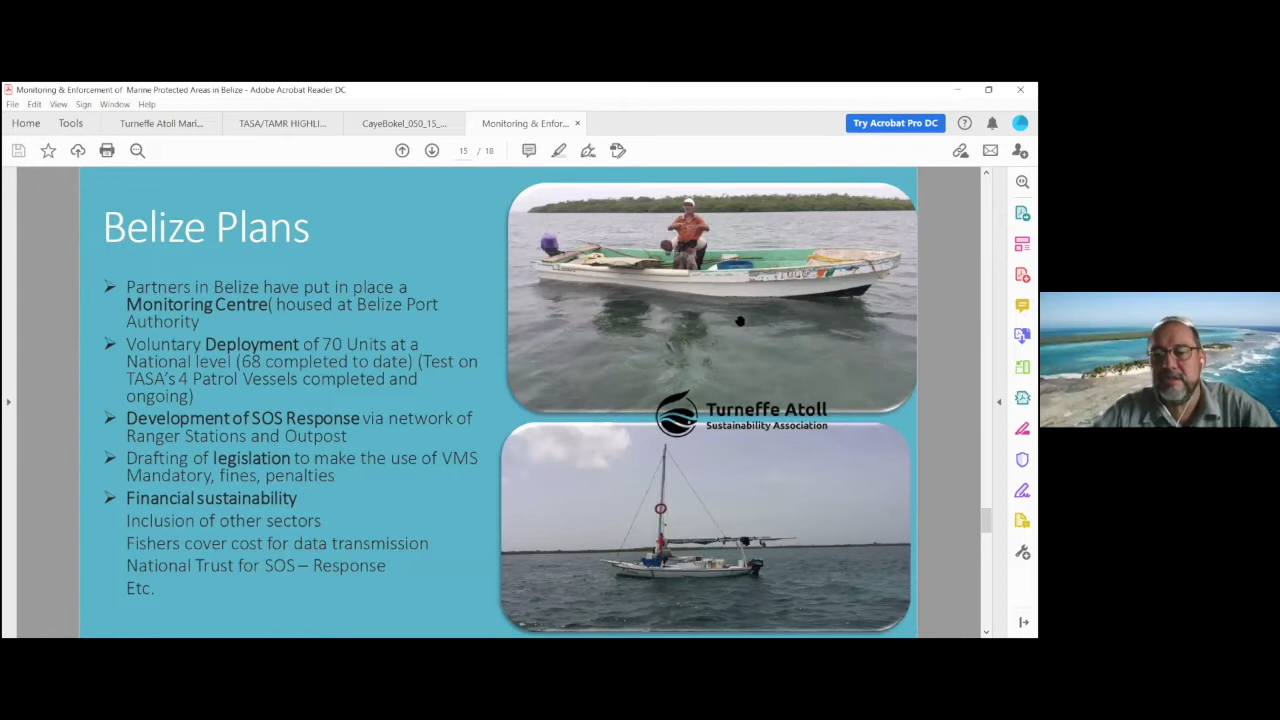 Monitoring & Enforcement of Marine Protected Areas in Belize - Adobe Acrobat Reader DC
File Edit View Sign Window Help
Home Tools Turneffe Atoll Mari... TASA/TAMR HIGHLI... CayeBokel_050_15_... Monitoring & Enfor... × Try Acrobat Pro DC
15 / 18
Belize Plans
Partners in Belize have put in place a
Monitoring Centre( housed at Belize Port
Authority
Voluntary Deployment of 70 Units at a
National level (68 completed to date) (Test on
TASA's 4 Patrol Vessels completed and
ongoing)
Development of SOS Response via network of
Ranger Stations and Outpost
Drafting of legislation to make the use of VMS
Mandatory, fines, penalties
Financial sustainability
Inclusion of other sectors
Fishers cover cost for data transmission
National Trust for SOS – Response
Etc.
Turneffe Atoll
Sustainability Association